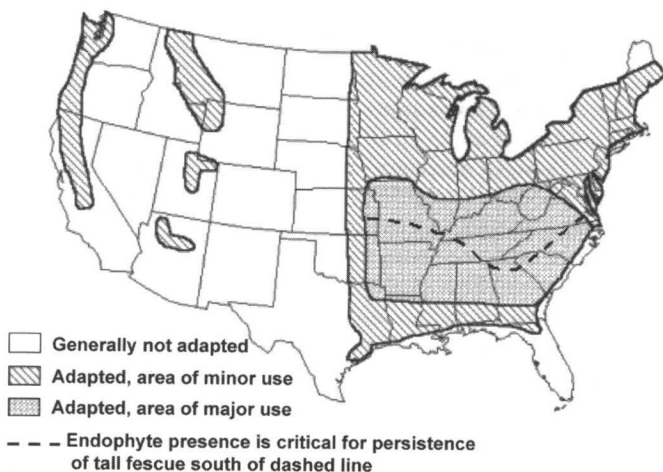 Generally not adapted
Adapted, area of minor use
Adapted, area of major use
Endophyte presence is critical for persistence
of tall fescue south of dashed line